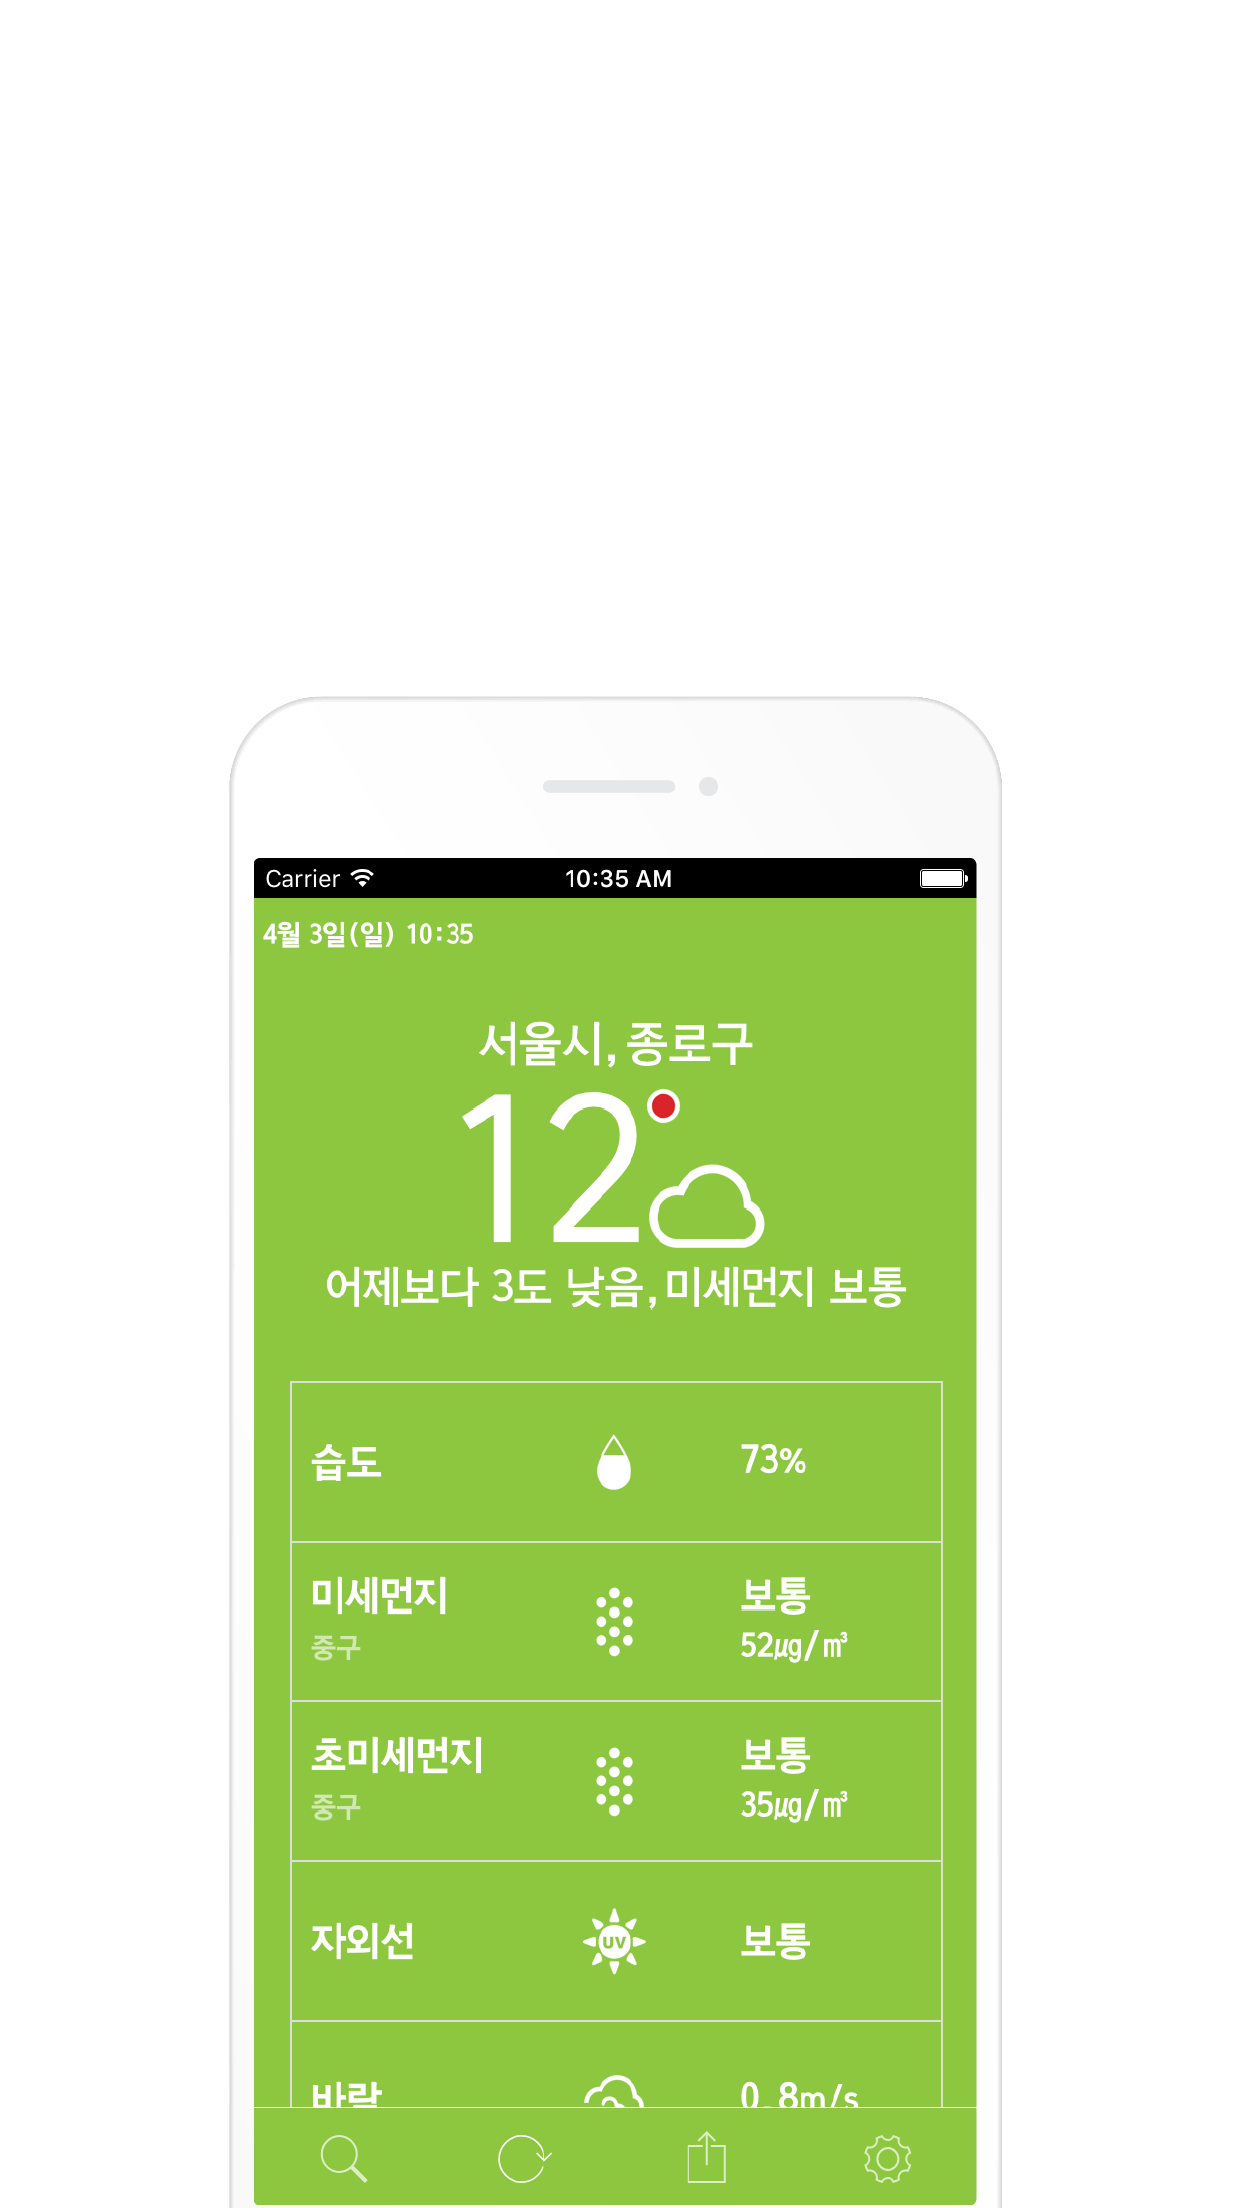 Carrier 10:35 AM
4월 3일(일) 10:35
서울시, 종로구
12°
어제보다 3도 낮음, 미세먼지 보통
습도 73%
미세먼지 보통
중구 52㎍/㎥
초미세먼지 보통
중구 35㎍/㎥
자외선 UV 보통
바람 0.8m/s